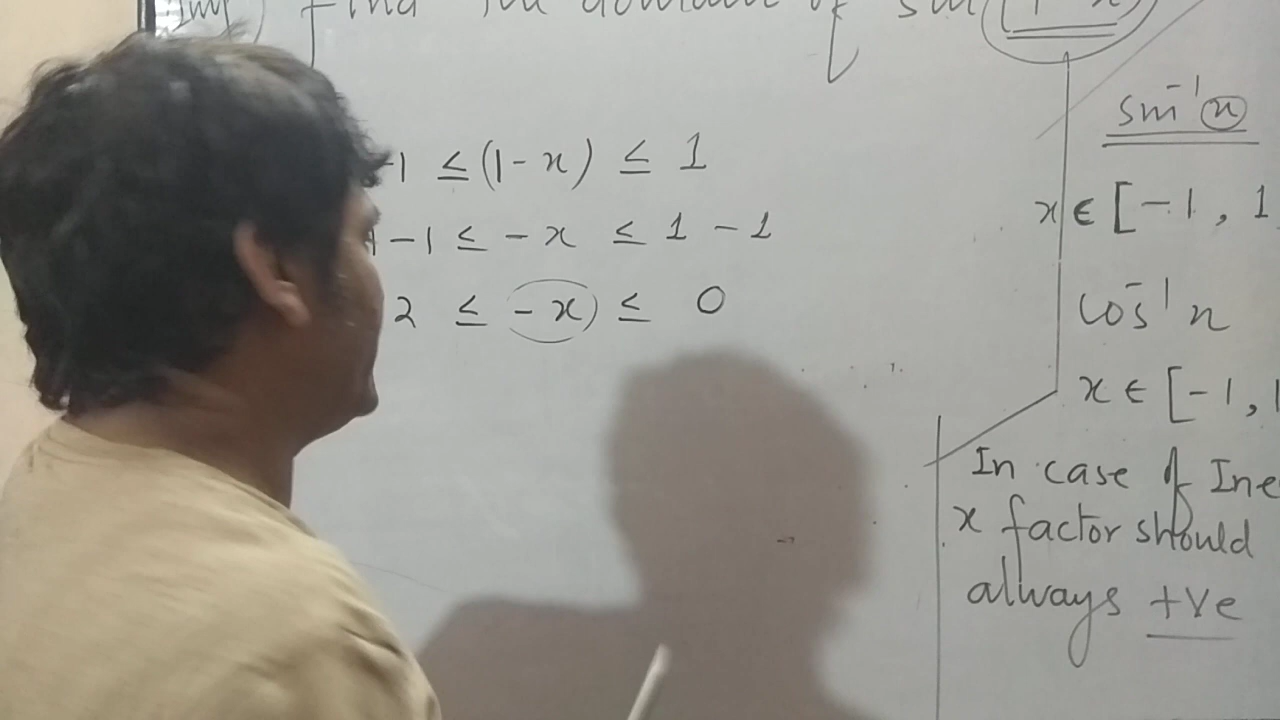 Imp) Find the domain of sin (1-x)
-1 ≤ (1-x) ≤ 1
-1 ≤ -x ≤ 1 -1
2 ≤ -x ≤ 0
sin⁻¹x
x ∈ [-1, 1
cos⁻¹x
x ∈ [-1, 1
In case of Ine
x factor should
always +ve